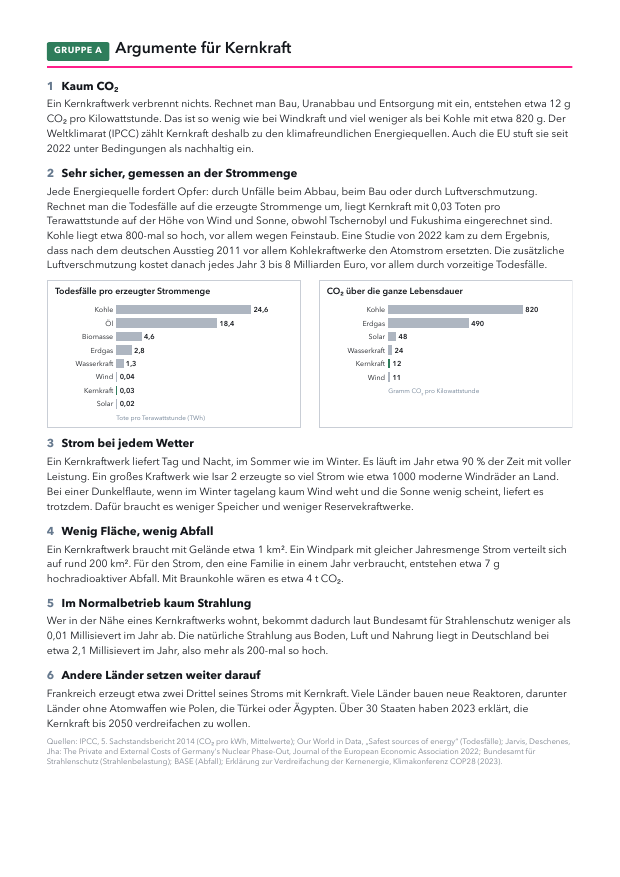 GRUPPE A Argumente für Kernkraft
1 Kaum CO₂
Ein Kernkraftwerk verbrennt nichts. Rechnet man Bau, Uranabbau und Entsorgung mit ein, entstehen etwa 12 g
CO₂ pro Kilowattstunde. Das ist so wenig wie bei Windkraft und viel weniger als bei Kohle mit etwa 820 g. Der
Weltklimarat (IPCC) zählt Kernkraft deshalb zu den klimafreundlichen Energiequellen. Auch die EU stuft sie seit
2022 unter Bedingungen als nachhaltig ein.
2 Sehr sicher, gemessen an der Strommenge
Jede Energiequelle fordert Opfer: durch Unfälle beim Abbau, beim Bau oder durch Luftverschmutzung.
Rechnet man die Todesfälle auf die erzeugte Strommenge um, liegt Kernkraft mit 0,03 Toten pro
Terawattstunde auf der Höhe von Wind und Sonne, obwohl Tschernobyl und Fukushima eingerechnet sind.
Kohle liegt etwa 800-mal so hoch, vor allem wegen Feinstaub. Eine Studie von 2022 kam zu dem Ergebnis,
dass nach dem deutschen Ausstieg 2011 vor allem Kohlekraftwerke den Atomstrom ersetzten. Die zusätzliche
Luftverschmutzung kostet danach jedes Jahr 3 bis 8 Milliarden Euro, vor allem durch vorzeitige Todesfälle.
Todesfälle pro erzeugter Strommenge
Kohle 24,6
Öl 18,4
Biomasse 4,6
Erdgas 2,8
Wasserkraft 1,3
Wind 0,04
Kernkraft 0,03
Solar 0,02
Tote pro Terawattstunde (TWh)
CO₂ über die ganze Lebensdauer
Kohle 820
Erdgas 490
Solar 48
Wasserkraft 24
Kernkraft 12
Wind 11
Gramm CO₂ pro Kilowattstunde
3 Strom bei jedem Wetter
Ein Kernkraftwerk liefert Tag und Nacht, im Sommer wie im Winter. Es läuft im Jahr etwa 90 % der Zeit mit voller
Leistung. Ein großes Kraftwerk wie Isar 2 erzeugte so viel Strom wie etwa 1000 moderne Windräder an Land.
Bei einer Dunkelflaute, wenn im Winter tagelang kaum Wind weht und die Sonne wenig scheint, liefert es
trotzdem. Dafür braucht es weniger Speicher und weniger Reservekraftwerke.
4 Wenig Fläche, wenig Abfall
Ein Kernkraftwerk braucht mit Gelände etwa 1 km². Ein Windpark mit gleicher Jahresmenge Strom verteilt sich
auf rund 200 km². Für den Strom, den eine Familie in einem Jahr verbraucht, entstehen etwa 7 g
hochradioaktiver Abfall. Mit Braunkohle wären es etwa 4 t CO₂.
5 Im Normalbetrieb kaum Strahlung
Wer in der Nähe eines Kernkraftwerks wohnt, bekommt dadurch laut Bundesamt für Strahlenschutz weniger als
0,01 Millisievert im Jahr ab. Die natürliche Strahlung aus Boden, Luft und Nahrung liegt in Deutschland bei
etwa 2,1 Millisievert im Jahr, also mehr als 200-mal so hoch.
6 Andere Länder setzen weiter darauf
Frankreich erzeugt etwa zwei Drittel seines Stroms mit Kernkraft. Viele Länder bauen neue Reaktoren, darunter
Länder ohne Atomwaffen wie Polen, die Türkei oder Ägypten. Über 30 Staaten haben 2023 erklärt, die
Kernkraft bis 2050 verdreifachen zu wollen.
Quellen: IPCC, 5. Sachstandsbericht 2014 (CO₂ pro kWh, Mittelwerte); Our World in Data, „Safest sources of energy" (Todesfälle); Jarvis, Deschenes,
Jha: The Private and External Costs of Germany's Nuclear Phase-Out, Journal of the European Economic Association 2022; Bundesamt für
Strahlenschutz (Strahlenbelastung); BASE (Abfall); Erklärung zur Verdreifachung der Kernenergie, Klimakonferenz COP28 (2023).